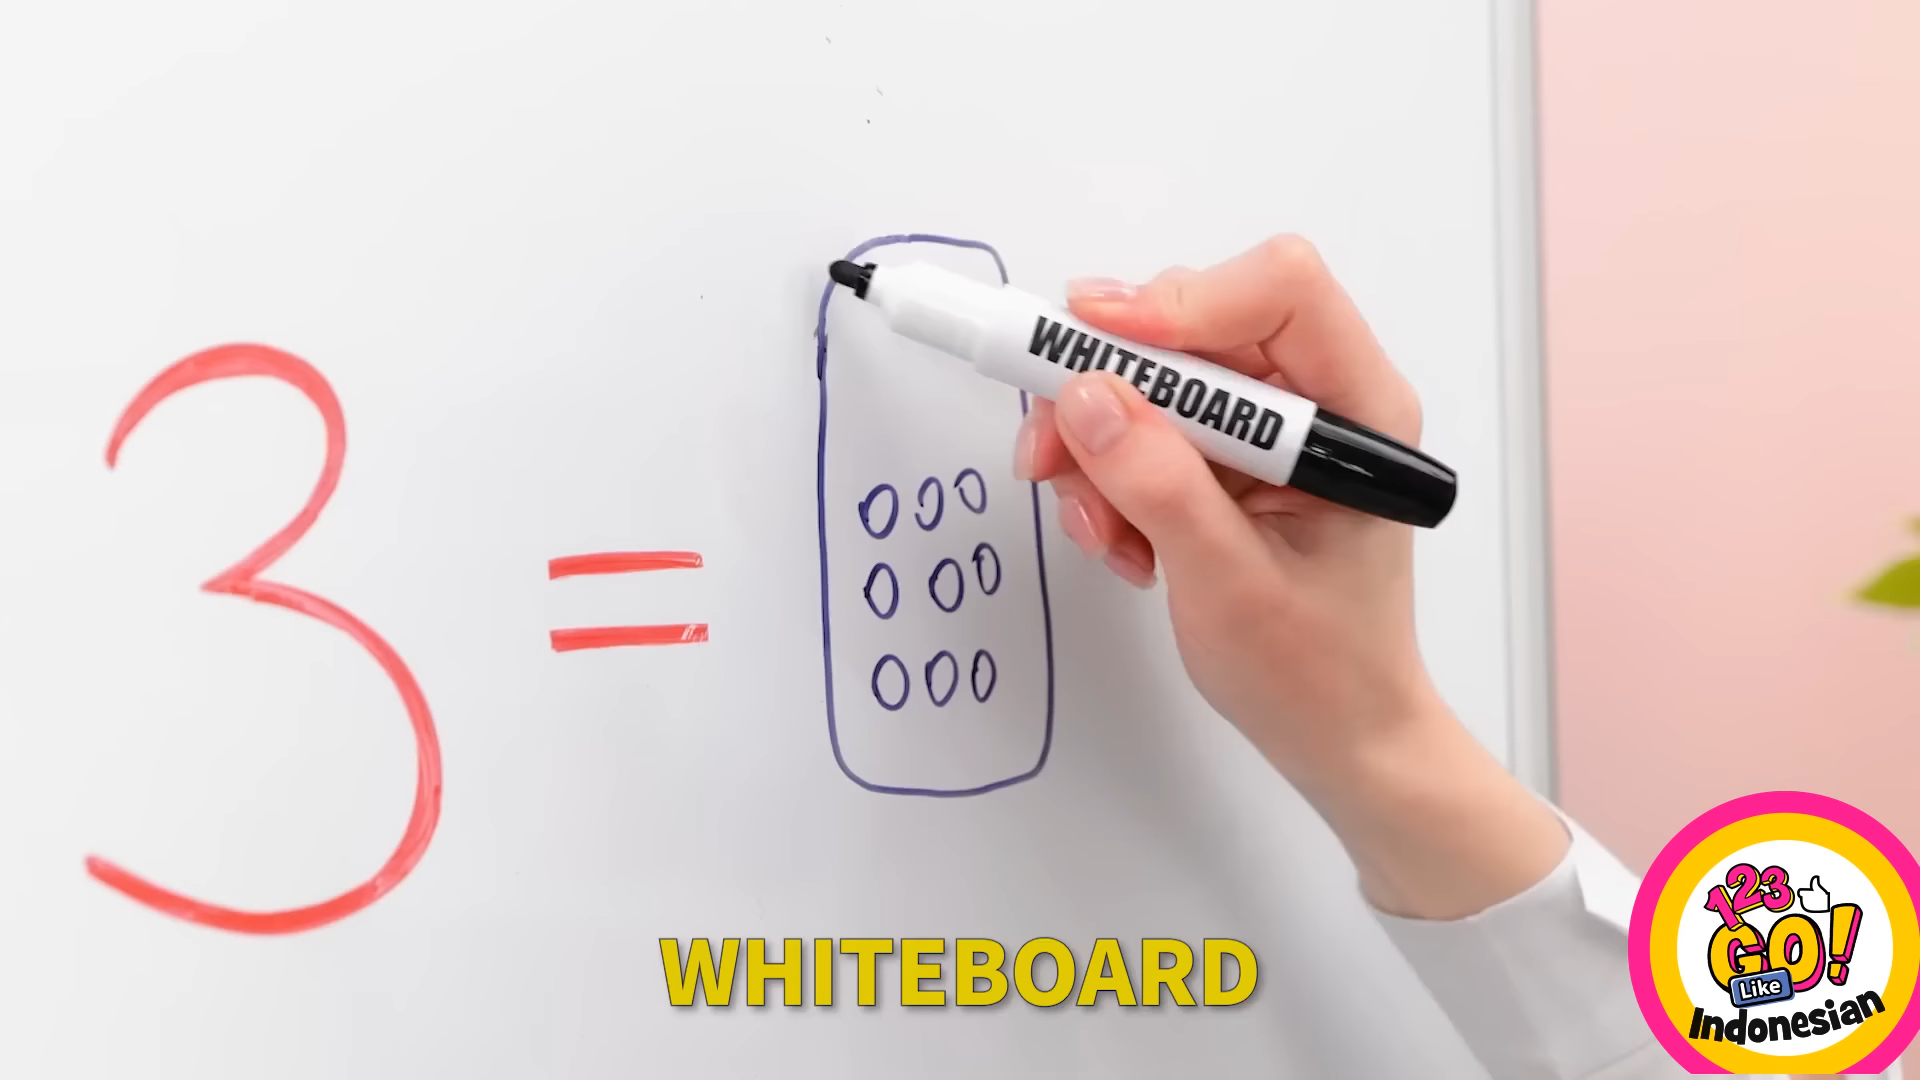 3 =
WHITEBOARD
WHITEBOARD
123
GO!
Like
Indonesian